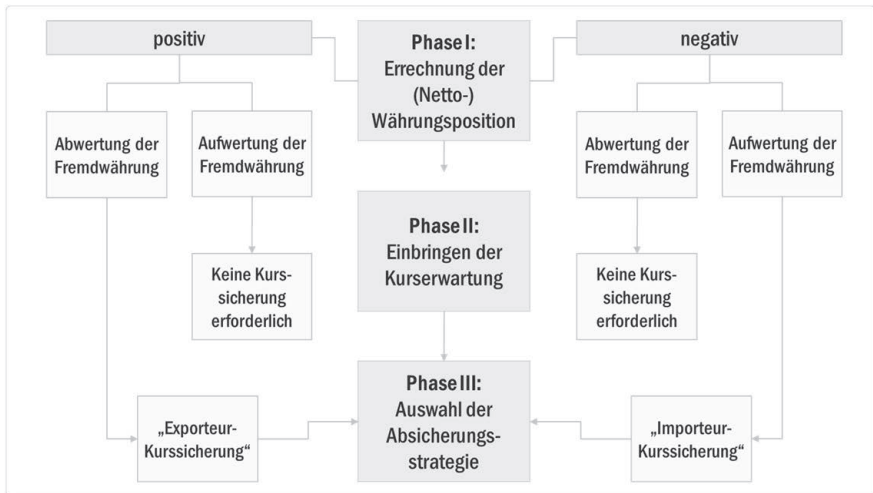 positiv
Phase I:
Errechnung der
(Netto-)
Währungsposition
negativ
Abwertung der
Fremdwährung
Aufwertung der
Fremdwährung
Abwertung der
Fremdwährung
Aufwertung der
Fremdwährung
Phase II:
Einbringen der
Kurserwartung
Keine Kurs-
sicherung
erforderlich
Keine Kurs-
sicherung
erforderlich
Phase III:
Auswahl der
Absicherungs-
strategie
„Exporteur-
Kurssicherung“
„Importeur-
Kurssicherung“